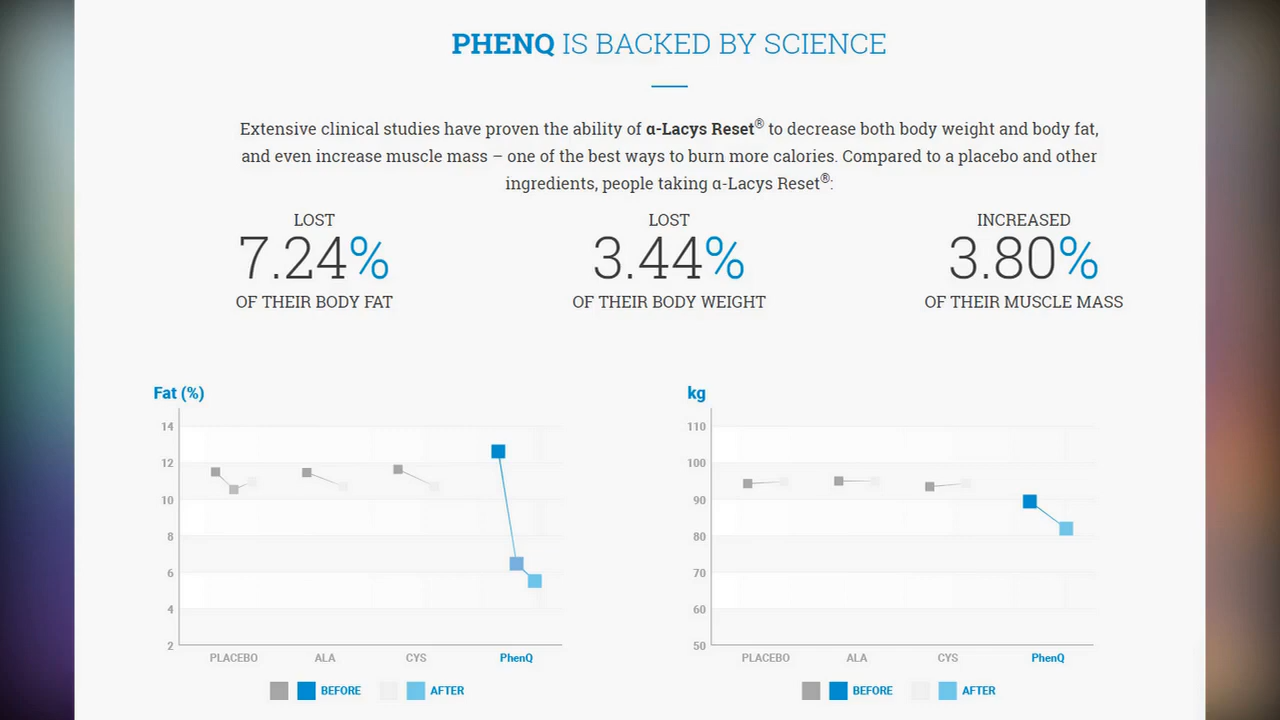 PHENQ IS BACKED BY SCIENCE
Extensive clinical studies have proven the ability of α-Lacys Reset® to decrease both body weight and body fat,
and even increase muscle mass – one of the best ways to burn more calories. Compared to a placebo and other
ingredients, people taking α-Lacys Reset®:
LOST
7.24%
OF THEIR BODY FAT
LOST
3.44%
OF THEIR BODY WEIGHT
INCREASED
3.80%
OF THEIR MUSCLE MASS
Fat (%)
14
12
10
8
6
4
2
PLACEBO ALA CYS PhenQ
BEFORE AFTER
kg
110
100
90
80
70
60
50
PLACEBO ALA CYS PhenQ
BEFORE AFTER